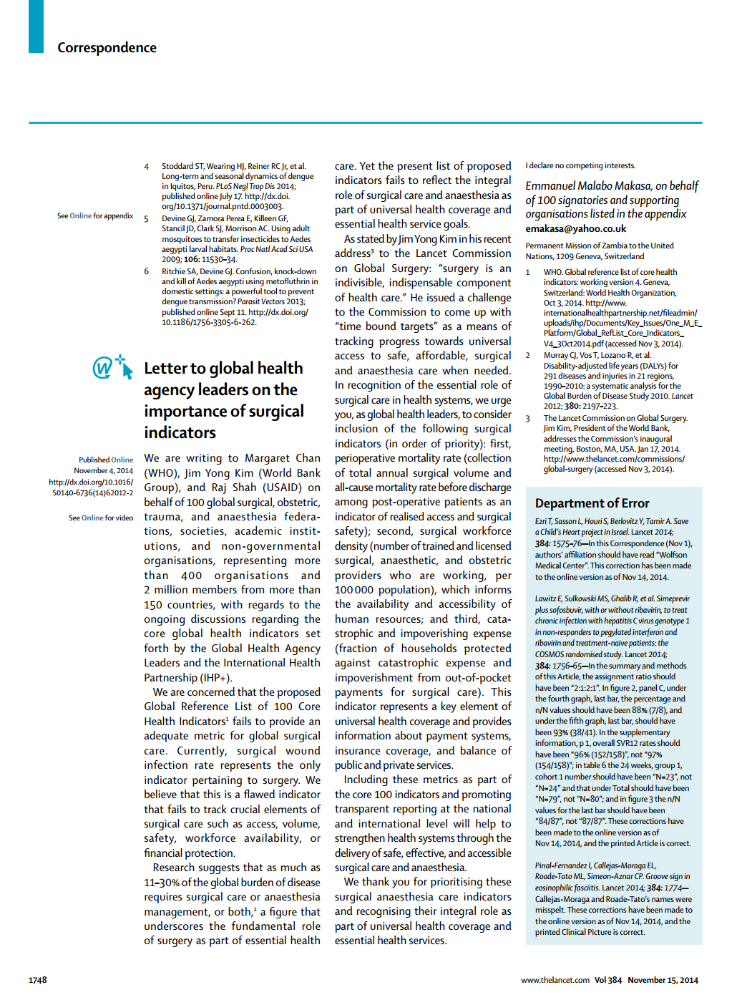 Correspondence
4 Stoddard ST, Wearing HJ, Reiner RC Jr, et al.
Long-term and seasonal dynamics of dengue
in Iquitos, Peru. PLoS Negl Trop Dis 2014;
published online July 17. http://dx.doi.
org/10.1371/journal.pntd.0003003.
See Online for appendix
5 Devine GJ, Zamora Perea E, Killeen GF,
Stancil JD, Clark SJ, Morrison AC. Using adult
mosquitoes to transfer insecticides to Aedes
aegypti larval habitats. Proc Natl Acad Sci USA
2009; 106: 11530–34.
6 Ritchie SA, Devine GJ. Confusion, knock-down
and kill of Aedes aegypti using metofluthrin in
domestic settings: a powerful tool to prevent
dengue transmission? Parasit Vectors 2013;
published online Sept 11. http://dx.doi.org/
10.1186/1756-3305-6-262.
W
Letter to global health
agency leaders on the
importance of surgical
indicators
Published Online
November 4, 2014
http://dx.doi.org/10.1016/
S0140-6736(14)62012-2
See Online for video
We are writing to Margaret Chan
(WHO), Jim Yong Kim (World Bank
Group), and Raj Shah (USAID) on
behalf of 100 global surgical, obstetric,
trauma, and anaesthesia federa-
tions, societies, academic instit-
utions, and non-governmental
organisations, representing more
than 400 organisations and
2 million members from more than
150 countries, with regards to the
ongoing discussions regarding the
core global health indicators set
forth by the Global Health Agency
Leaders and the International Health
Partnership (IHP+).
We are concerned that the proposed
Global Reference List of 100 Core
Health Indicators1 fails to provide an
adequate metric for global surgical
care. Currently, surgical wound
infection rate represents the only
indicator pertaining to surgery. We
believe that this is a flawed indicator
that fails to track crucial elements of
surgical care such as access, volume,
safety, workforce availability, or
financial protection.
Research suggests that as much as
11–30% of the global burden of disease
requires surgical care or anaesthesia
management, or both,2 a figure that
underscores the fundamental role
of surgery as part of essential health
care. Yet the present list of proposed
indicators fails to reflect the integral
role of surgical care and anaesthesia as
part of universal health coverage and
essential health service goals.
As stated by Jim Yong Kim in his recent
address3 to the Lancet Commission
on Global Surgery: “surgery is an
indivisible, indispensable component
of health care.” He issued a challenge
to the Commission to come up with
“time bound targets” as a means of
tracking progress towards universal
access to safe, affordable, surgical
and anaesthesia care when needed.
In recognition of the essential role of
surgical care in health systems, we urge
you, as global health leaders, to consider
inclusion of the following surgical
indicators (in order of priority): first,
perioperative mortality rate (collection
of total annual surgical volume and
all-cause mortality rate before discharge
among post-operative patients as an
indicator of realised access and surgical
safety); second, surgical workforce
density (number of trained and licensed
surgical, anaesthetic, and obstetric
providers who are working, per
100 000 population), which informs
the availability and accessibility of
human resources; and third, cata-
strophic and impoverishing expense
(fraction of households protected
against catastrophic expense and
impoverishment from out-of-pocket
payments for surgical care). This
indicator represents a key element of
universal health coverage and provides
information about payment systems,
insurance coverage, and balance of
public and private services.
Including these metrics as part of
the core 100 indicators and promoting
transparent reporting at the national
and international level will help to
strengthen health systems through the
delivery of safe, effective, and accessible
surgical care and anaesthesia.
We thank you for prioritising these
surgical anaesthesia care indicators
and recognising their integral role as
part of universal health coverage and
essential health services.
I declare no competing interests.
Emmanuel Malabo Makasa, on behalf
of 100 signatories and supporting
organisations listed in the appendix
emakasa@yahoo.co.uk
Permanent Mission of Zambia to the United
Nations, 1209 Geneva, Switzerland
1 WHO. Global reference list of core health
indicators: working version 4. Geneva,
Switzerland: World Health Organization,
Oct 3, 2014. http://www.
internationalhealthpartnership.net/fileadmin/
uploads/ihp/Documents/Key_Issues/One_M_E_
Platform/Global_RefList_Core_Indicators_
V4_3Oct2014.pdf (accessed Nov 3, 2014).
2 Murray CJ, Vos T, Lozano R, et al.
Disability-adjusted life years (DALYs) for
291 diseases and injuries in 21 regions,
1990–2010: a systematic analysis for the
Global Burden of Disease Study 2010. Lancet
2012; 380: 2197–223.
3 The Lancet Commission on Global Surgery.
Jim Kim, President of the World Bank,
addresses the Commission’s inaugural
meeting, Boston, MA, USA. Jan 17, 2014.
http://www.thelancet.com/commissions/
global-surgery (accessed Nov 3, 2014).
Department of Error
Ezri T, Sasson L, Houri S, Berlovitz Y, Tamir A. Save
a Child’s Heart project in Israel. Lancet 2014;
384: 1575–76—In this Correspondence (Nov 1),
authors’ affiliation should have read “Wolfson
Medical Center”. This correction has been made
to the online version as of Nov 14, 2014.
Lawitz E, Sulkowski MS, Ghalib R, et al. Simeprevir
plus sofosbuvir, with or without ribavirin, to treat
chronic infection with hepatitis C virus genotype 1
in non-responders to pegylated interferon and
ribavirin and treatment-naive patients: the
COSMOS randomised study. Lancet 2014;
384: 1756–65—In the summary and methods
of this Article, the assignment ratio should
have been “2:1:2:1”. In figure 2, panel C, under
the fourth graph, last bar, the percentage and
n/N values should have been 88% (7/8), and
under the fifth graph, last bar, should have
been 93% (38/41). In the supplementary
information, p 1, overall SVR12 rates should
have been “96% (152/158)”, not “97%
(154/158)”; in table 6 the 24 weeks, group 1,
cohort 1 number should have been “N=23”, not
“N=24” and that under Total should have been
“N=79”, not “N=80”; and in figure 3 the n/N
values for the last bar should have been
“84/87”, not “87/87”. These corrections have
been made to the online version as of
Nov 14, 2014, and the printed Article is correct.
Pinal-Fernandez I, Callejas-Moraga EL,
Roade-Tato ML, Simeon-Aznar CP. Groove sign in
eosinophilic fasciitis. Lancet 2014; 384: 1774—
Callejas-Moraga and Roade-Tato’s names were
misspelt. These corrections have been made to
the online version as of Nov 14, 2014, and the
printed Clinical Picture is correct.
1748
www.thelancet.com Vol 384 November 15, 2014